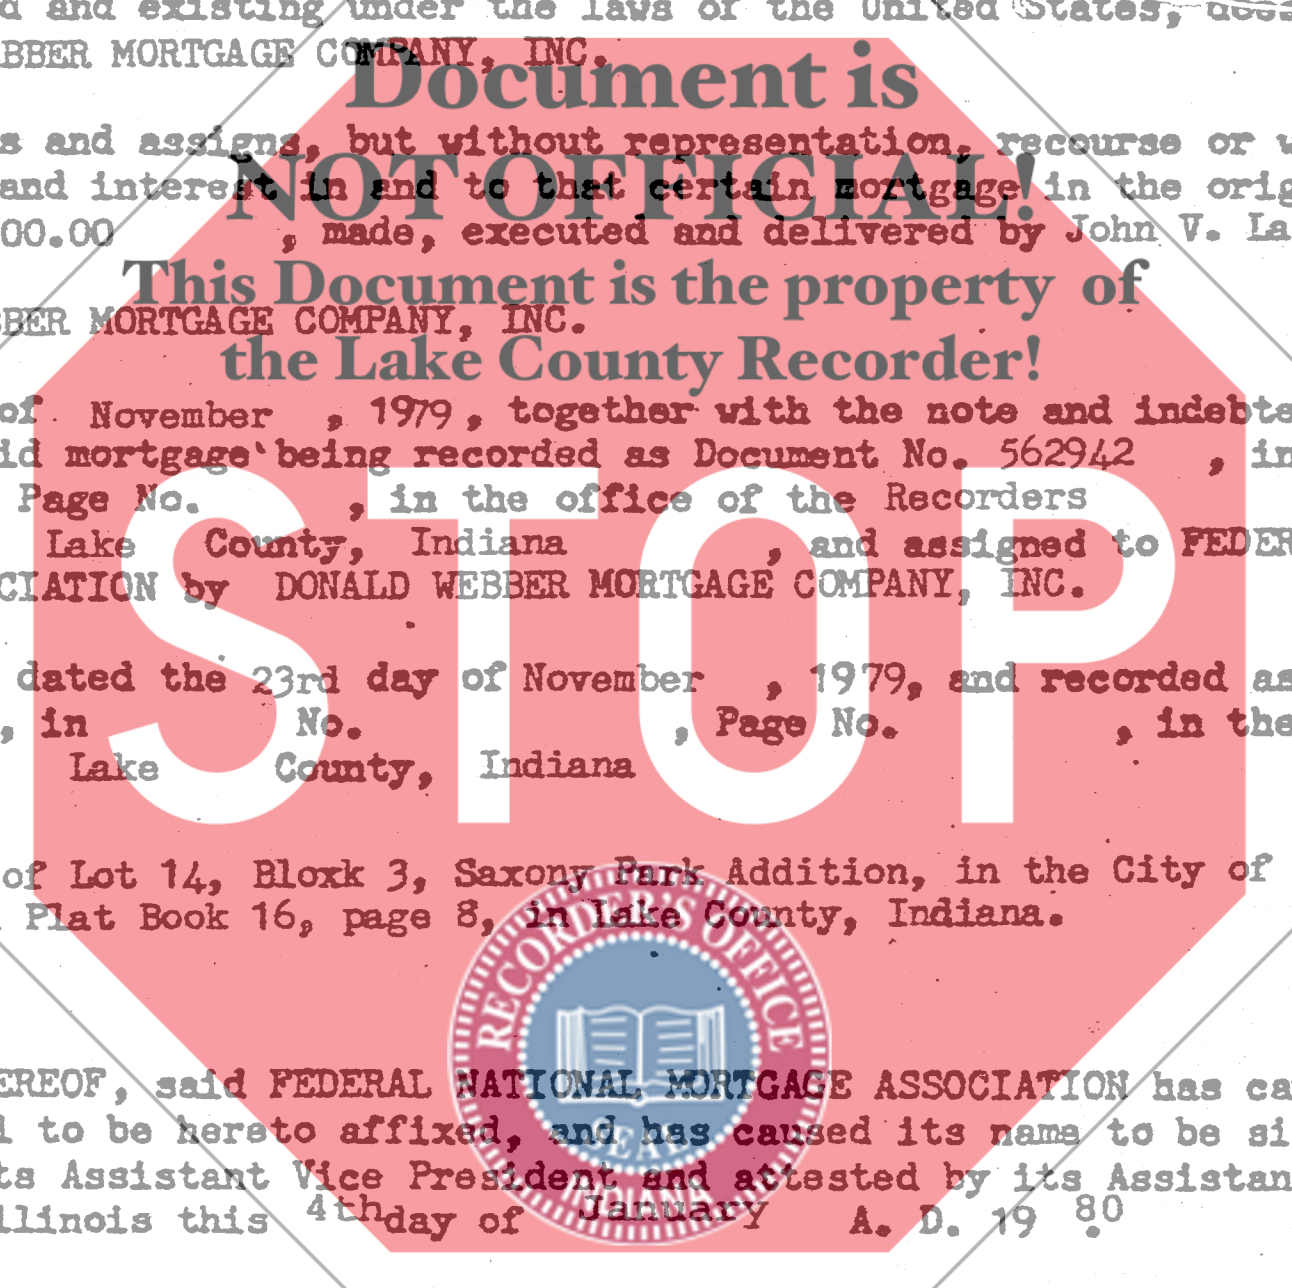 d and existing under the laws of the United States, does
BBER MORTGAGE COMPANY, INC.
Document is
s and assigns, but without representation, recourse or w
NOT OFFICIAL!
and interest in and to that certain mortgage in the orig
00.00 , made, executed and delivered by John V. La
This Document is the property of
BBER MORTGAGE COMPANY, INC.
the Lake County Recorder!
of November , 1979, together with the note and indebte
id mortgage being recorded as Document No. 562942 , in
Page No. , in the office of the Recorders
Lake County, Indiana , and assigned to FEDER
CIATION by DONALD WEBBER MORTGAGE COMPANY, INC.
STOP
dated the 23rd day of November , 1979, and recorded as
, in No. , Page No. , in the
Lake County, Indiana
of Lot 14, Bloxk 3, Saxony Park Addition, in the City of
Plat Book 16, page 8, in Lake County, Indiana.
RECORDER'S OFFICE
SEAL
INDIANA
EREOF, said FEDERAL NATIONAL MORTGAGE ASSOCIATION has ca
l to be hereto affixed, and has caused its name to be si
ts Assistant Vice President and attested by its Assistan
llinois this 4th day of January A. D. 19 80.